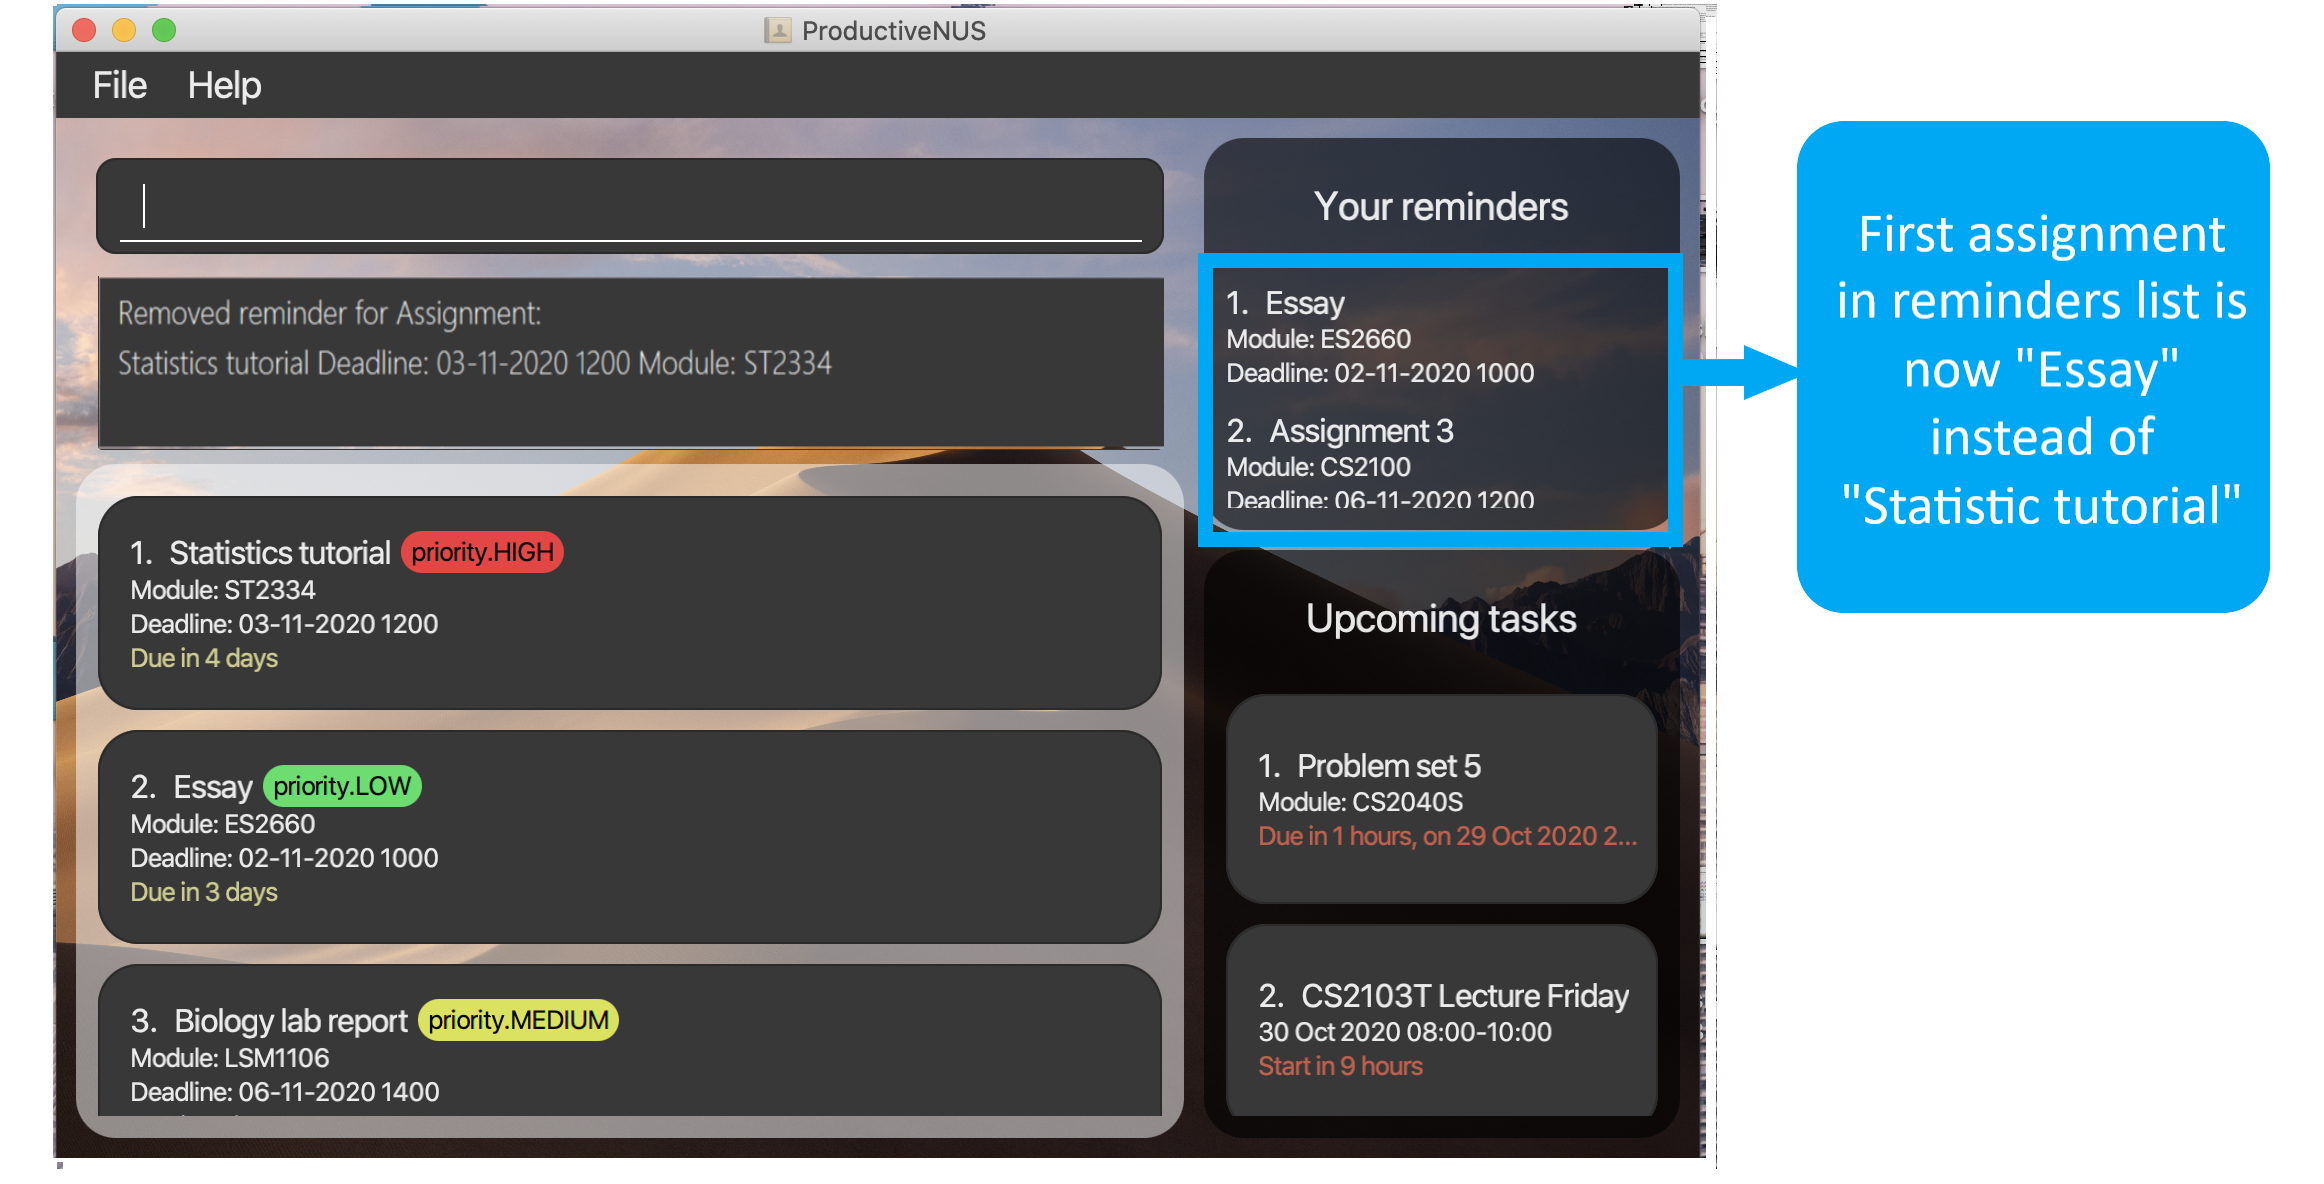 ProductiveNUS
File Help
Removed reminder for Assignment:
Statistics tutorial Deadline: 03-11-2020 1200 Module: ST2334
1. Statistics tutorial priority.HIGH
Module: ST2334
Deadline: 03-11-2020 1200
Due in 4 days
2. Essay priority.LOW
Module: ES2660
Deadline: 02-11-2020 1000
Due in 3 days
3. Biology lab report priority.MEDIUM
Module: LSM1106
Deadline: 06-11-2020 1400
Your reminders
1. Essay
Module: ES2660
Deadline: 02-11-2020 1000
2. Assignment 3
Module: CS2100
Deadline: 06-11-2020 1200
Upcoming tasks
1. Problem set 5
Module: CS2040S
Due in 1 hours, on 29 Oct 2020 2...
2. CS2103T Lecture Friday
30 Oct 2020 08:00-10:00
Start in 9 hours
First assignment
in reminders list is
now "Essay"
instead of
"Statistic tutorial"